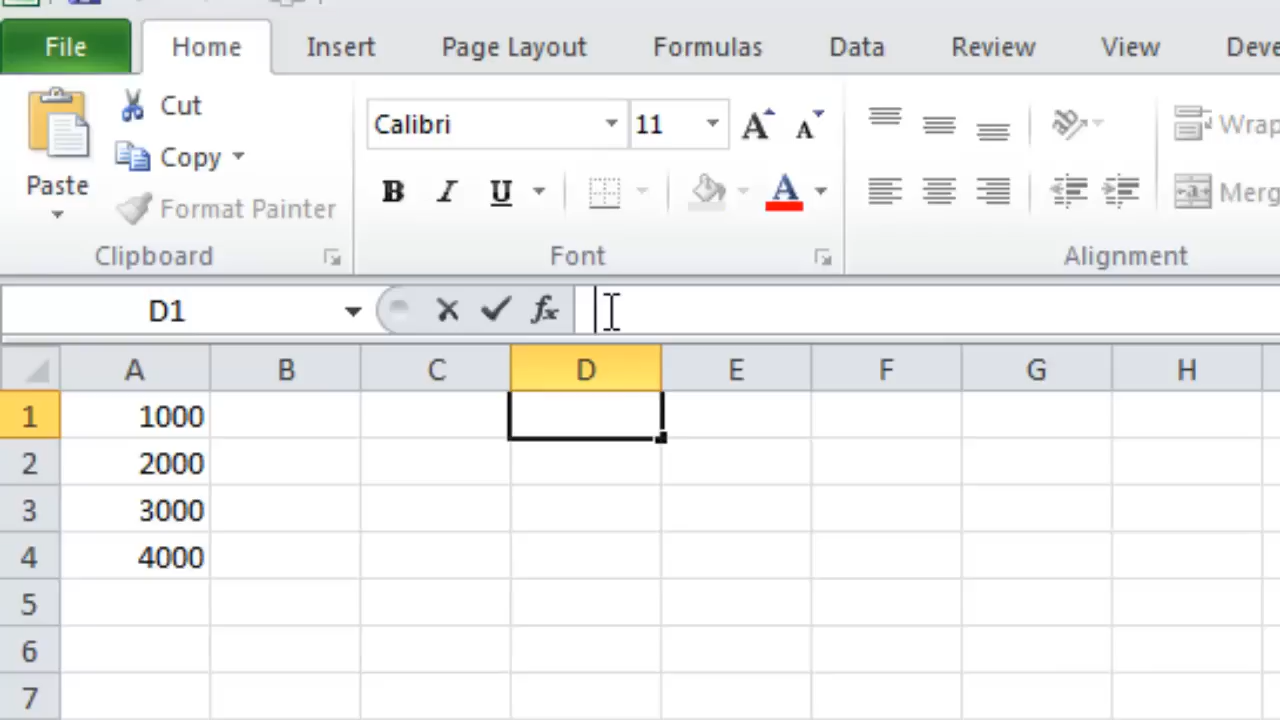 File Home Insert Page Layout Formulas Data Review View Deve
Cut
Copy
Format Painter
Paste
Clipboard
Calibri 11 A A
B I U A
Font
Wrap
Merg
Alignment
D1 fx
A B C D E F G H
1 1000
2 2000
3 3000
4 4000
5
6
7